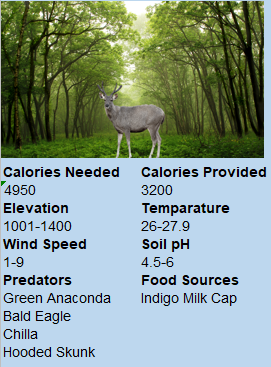 Calories Needed Calories Provided
4950 3200
Elevation Temparature
1001-1400 26-27.9
Wind Speed Soil pH
1-9 4.5-6
Predators Food Sources
Green Anaconda Indigo Milk Cap
Bald Eagle
Chilla
Hooded Skunk